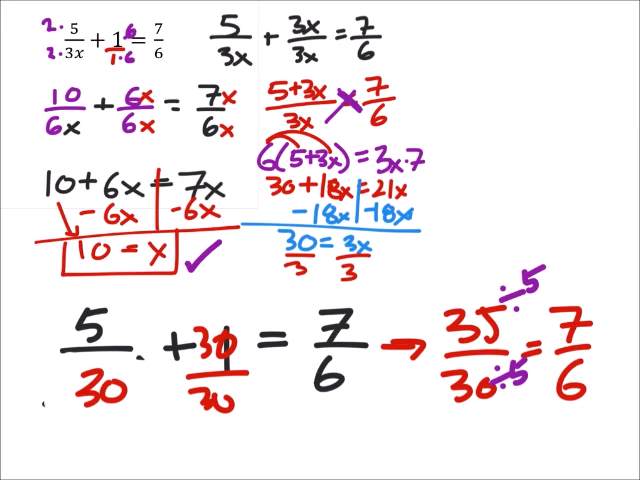 2· 5/3x 2· + 1/1 6/·6 = 7/6
5/3x + 3x/3x = 7/6
10/6x + 6x/6x = 7x/6x
5+3x/3x × 7/6
6(5+3x) = 3x·7
10+6x = 7x
30+18x = 21x
-6x -6x
-18x -18x
10 = x ✓
30/3 = 3x/3
5/30 + 30/30 = 7/6 → 35/30 ÷5/÷5 = 7/6